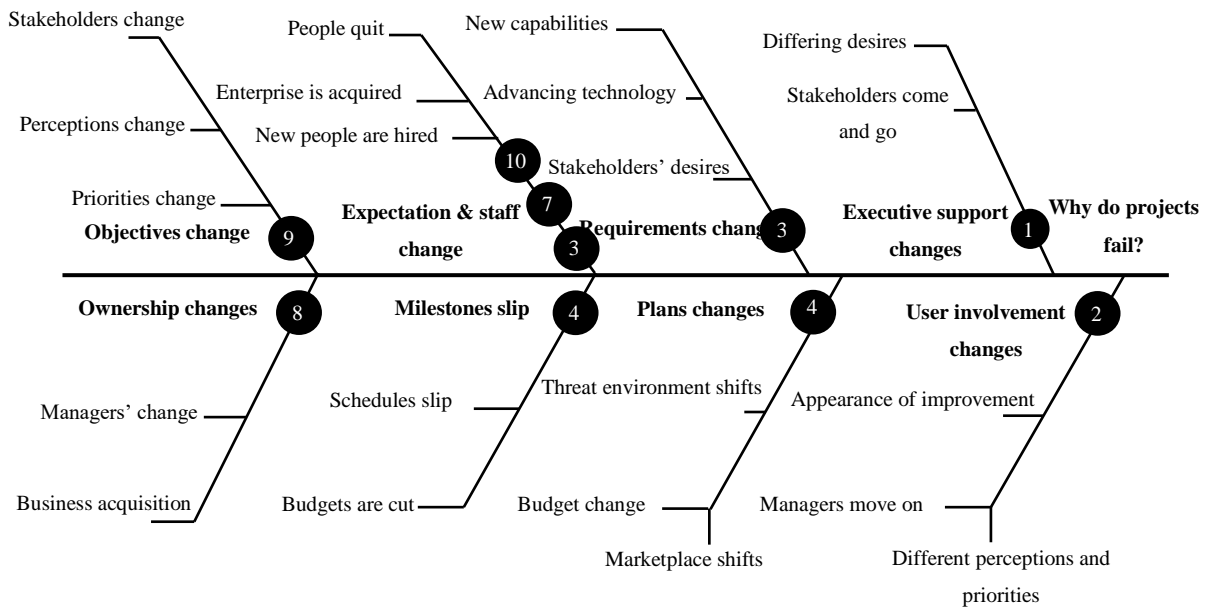 Stakeholders change
Perceptions change
Priorities change
Objectives change
9
People quit
Enterprise is acquired
New people are hired
10
7
3
Expectation & staff
change
New capabilities
Advancing technology
Stakeholders’ desires
Requirements chang
3
Differing desires
Stakeholders come
and go
Executive support
changes
1
Why do projects
fail?
Ownership changes
8
Managers’ change
Business acquisition
Milestones slip
4
Schedules slip
Budgets are cut
Plans changes
4
Threat environment shifts
Budget change
Marketplace shifts
User involvement
changes
2
Appearance of improvement
Managers move on
Different perceptions and
priorities